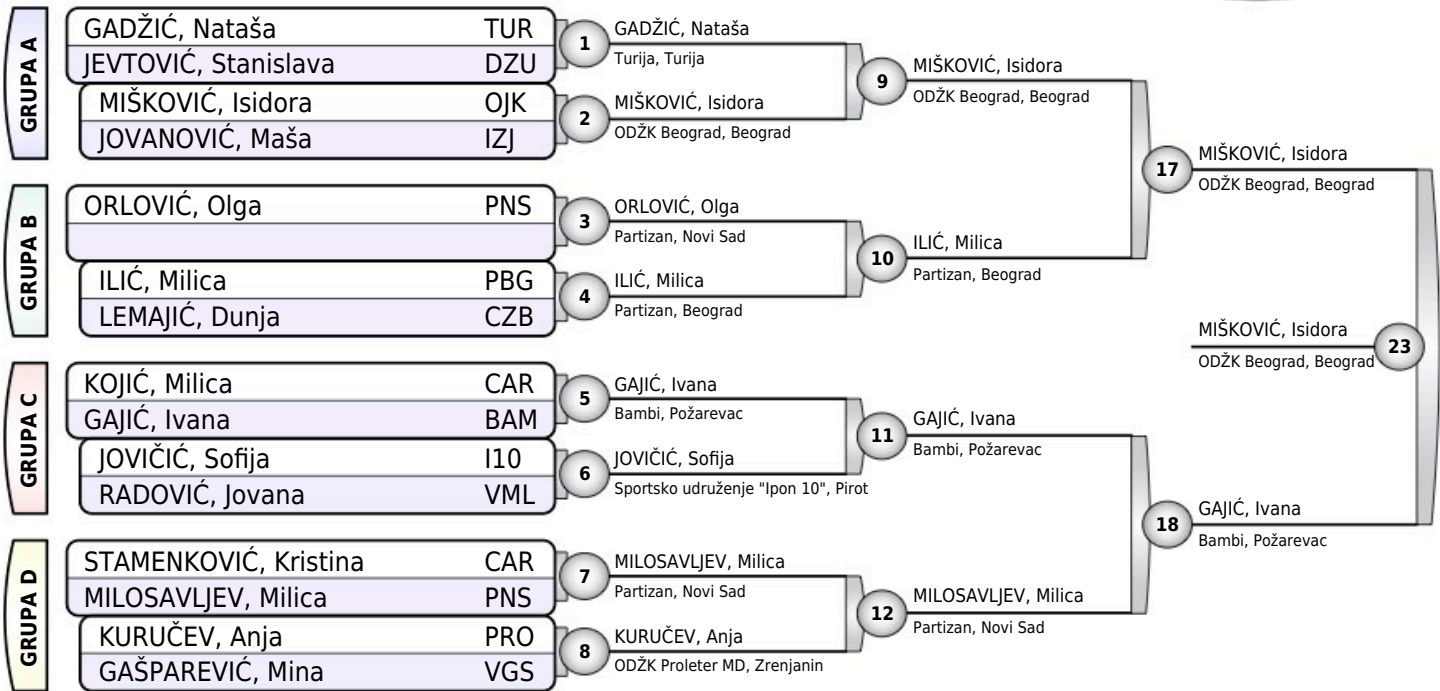 GRUPA A
GADŽIĆ, Nataša TUR
JEVTOVIĆ, Stanislava DZU
MIŠKOVIĆ, Isidora OJK
JOVANOVIĆ, Maša IZJ
GRUPA B
ORLOVIĆ, Olga PNS
ILIĆ, Milica PBG
LEMAJIĆ, Dunja CZB
GRUPA C
KOJIĆ, Milica CAR
GAJIĆ, Ivana BAM
JOVIČIĆ, Sofija I10
RADOVIĆ, Jovana VML
GRUPA D
STAMENKOVIĆ, Kristina CAR
MILOSAVLJEV, Milica PNS
KURUČEV, Anja PRO
GAŠPAREVIĆ, Mina VGS
1
GADŽIĆ, Nataša
Turija, Turija
2
MIŠKOVIĆ, Isidora
ODŽK Beograd, Beograd
3
ORLOVIĆ, Olga
Partizan, Novi Sad
4
ILIĆ, Milica
Partizan, Beograd
5
GAJIĆ, Ivana
Bambi, Požarevac
6
JOVIČIĆ, Sofija
Sportsko udruženje "Ipon 10", Pirot
7
MILOSAVLJEV, Milica
Partizan, Novi Sad
8
KURUČEV, Anja
ODŽK Proleter MD, Zrenjanin
9
MIŠKOVIĆ, Isidora
ODŽK Beograd, Beograd
10
ILIĆ, Milica
Partizan, Beograd
11
GAJIĆ, Ivana
Bambi, Požarevac
12
MILOSAVLJEV, Milica
Partizan, Novi Sad
17
MIŠKOVIĆ, Isidora
ODŽK Beograd, Beograd
18
GAJIĆ, Ivana
Bambi, Požarevac
MIŠKOVIĆ, Isidora
ODŽK Beograd, Beograd
23